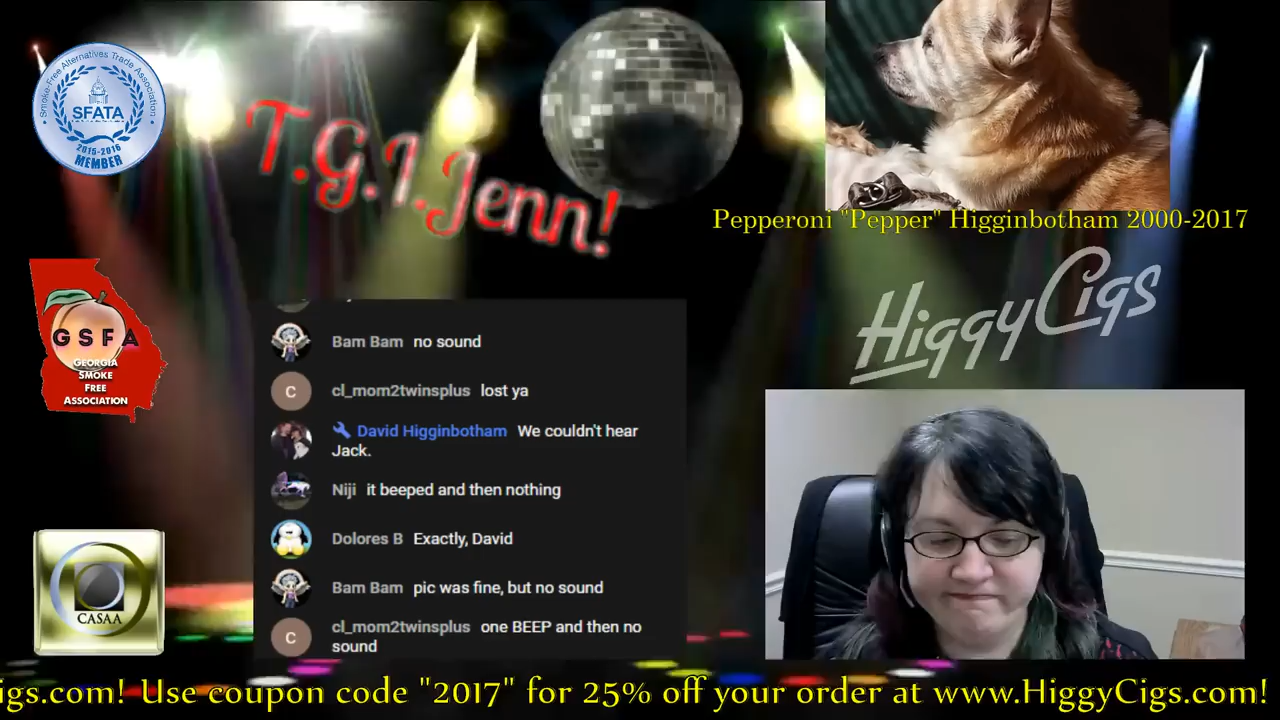 Smoke-Free Alternatives Trade Association
SFATA
2015-2016
MEMBER
T.G.I.Jenn!
Pepperoni "Pepper" Higginbotham 2000-2017
HiggyCigs
GSFA
GEORGIA
SMOKE
FREE
ASSOCIATION
Bam Bam no sound
C
cl_mom2twinsplus lost ya
David Higginbotham We couldn't hear
Jack.
Niji it beeped and then nothing
Dolores B Exactly, David
Bam Bam pic was fine, but no sound
C
cl_mom2twinsplus one BEEP and then no
sound
CASAA
igs.com! Use coupon code "2017" for 25% off your order at www.HiggyCigs.com!